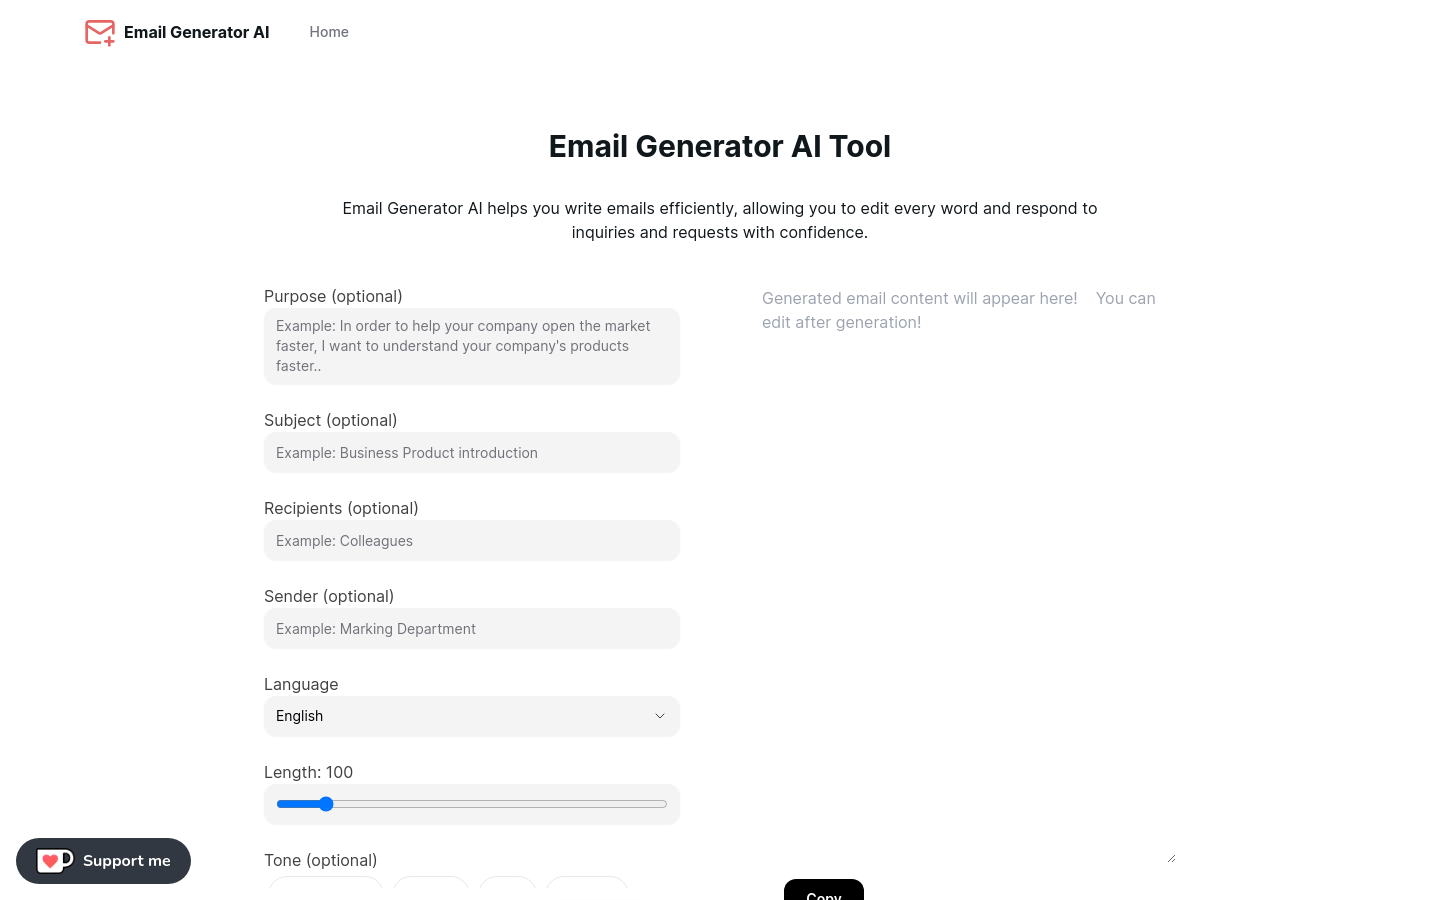 Email Generator AI
Home
Email Generator AI Tool
Email Generator AI helps you write emails efficiently, allowing you to edit every word and respond to
inquiries and requests with confidence.
Purpose (optional)
Example: In order to help your company open the market
faster, I want to understand your company's products
faster..
Subject (optional)
Example: Business Product introduction
Recipients (optional)
Example: Colleagues
Sender (optional)
Example: Marking Department
Language
English
Length: 100
Tone (optional)
Generated email content will appear here! You can
edit after generation!
Copy
Support me